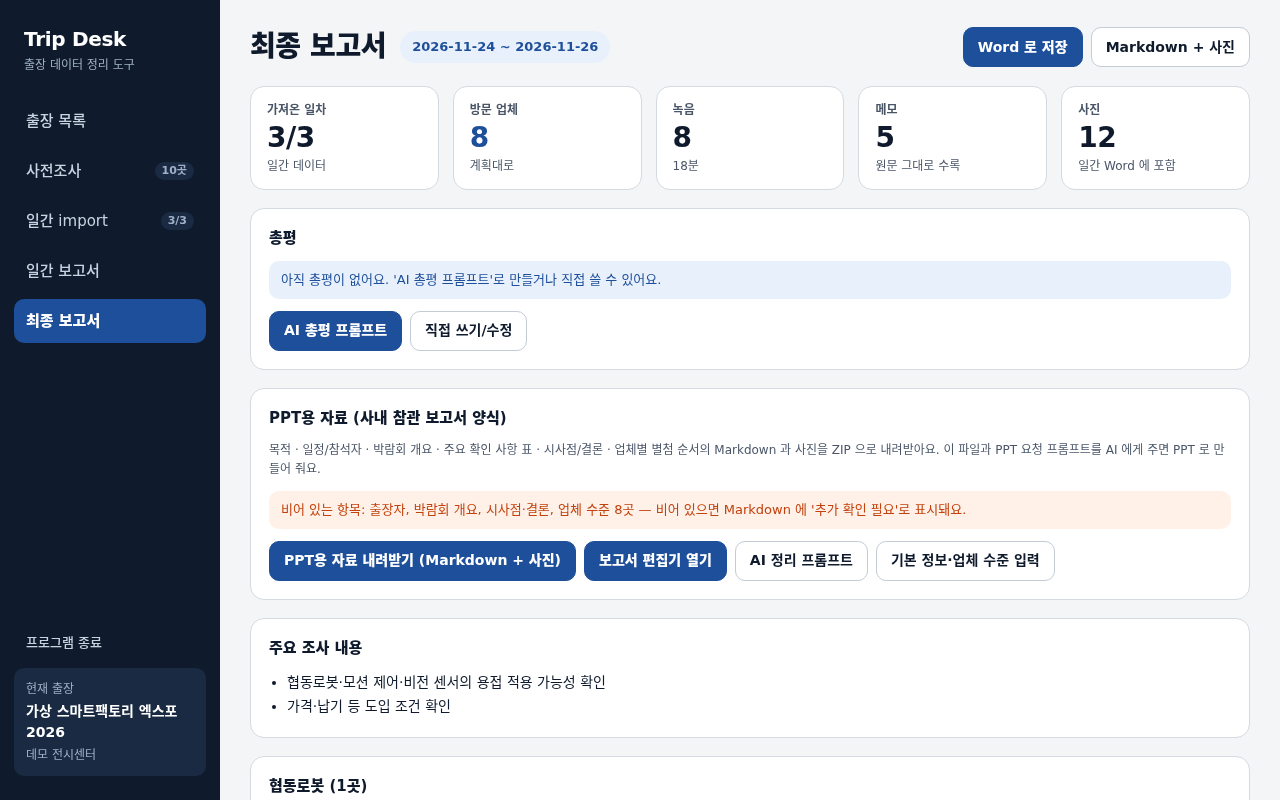 Trip Desk
출장 데이터 정리 도구
출장 목록
사전조사
10곳
일간 import
3/3
일간 보고서
최종 보고서
프로그램 종료
현재 출장
가상 스마트팩토리 엑스포
2026
데모 전시센터
최종 보고서
2026-11-24 ~ 2026-11-26
Word 로 저장
Markdown + 사진
가져온 일차
3/3
일간 데이터
방문 업체
8
계획대로
녹음
8
18분
메모
5
원문 그대로 수록
사진
12
일간 Word 에 포함
총평
아직 총평이 없어요. 'AI 총평 프롬프트'로 만들거나 직접 쓸 수 있어요.
AI 총평 프롬프트
직접 쓰기/수정
PPT용 자료 (사내 참관 보고서 양식)
목적 · 일정/참석자 · 박람회 개요 · 주요 확인 사항 표 · 시사점/결론 · 업체별 별첨 순서의 Markdown 과 사진을 ZIP 으로 내려받아요. 이 파일과 PPT 요청 프롬프트를 AI 에게 주면 PPT 로 만
들어 줘요.
비어 있는 항목: 출장자, 박람회 개요, 시사점·결론, 업체 수준 8곳 — 비어 있으면 Markdown 에 '추가 확인 필요'로 표시돼요.
PPT용 자료 내려받기 (Markdown + 사진)
보고서 편집기 열기
AI 정리 프롬프트
기본 정보·업체 수준 입력
주요 조사 내용
• 협동로봇·모션 제어·비전 센서의 용접 적용 가능성 확인
• 가격·납기 등 도입 조건 확인
협동로봇 (1곳)